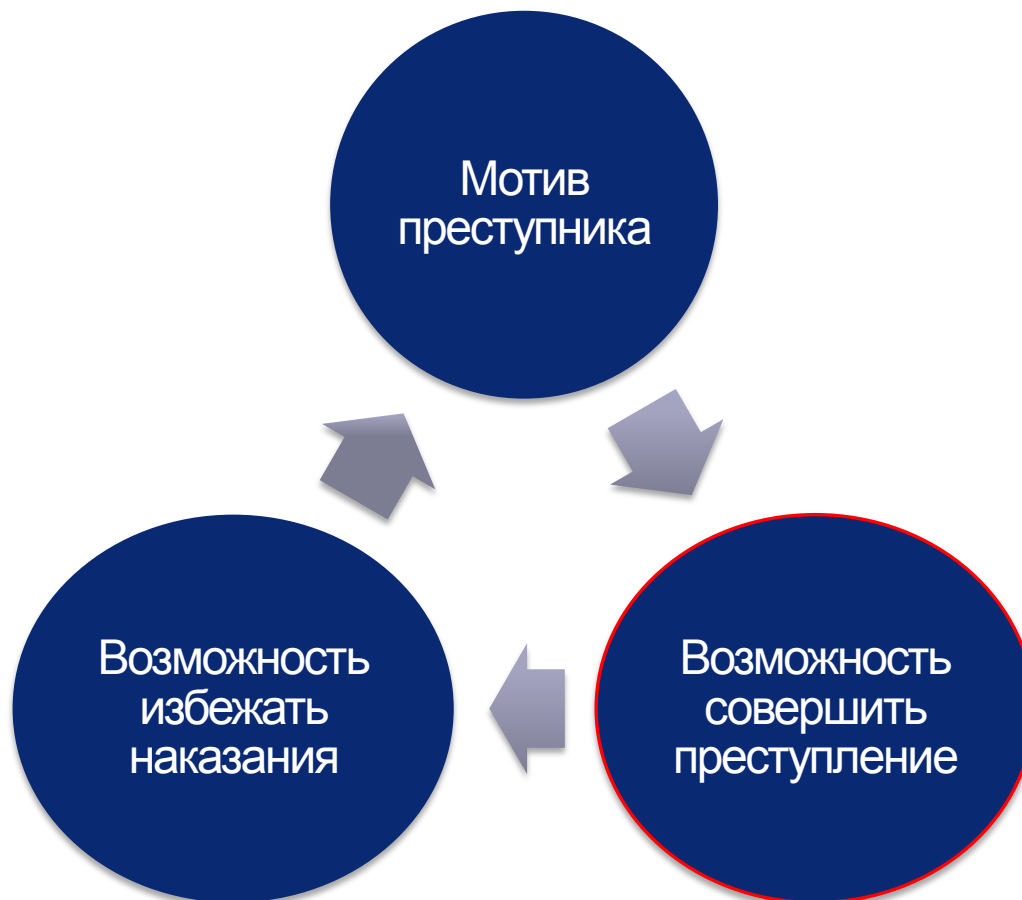 Мотив
преступника
Возможность
избежать
наказания
Возможность
совершить
преступление